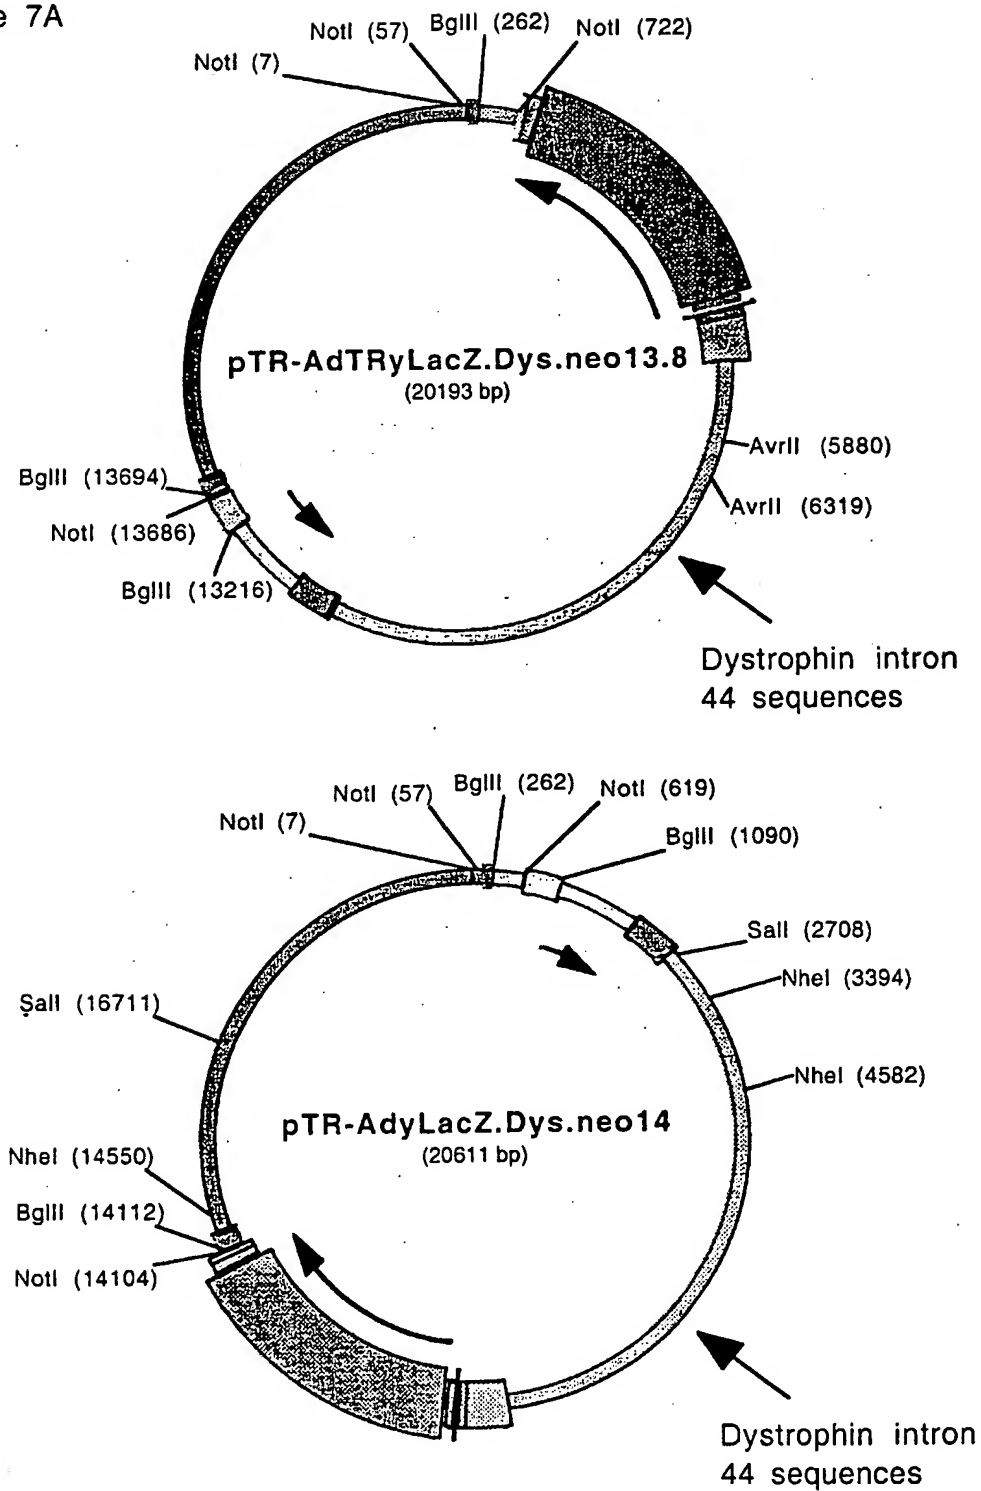 e 7A
NotI (7)
NotI (57)
BglII (262)
NotI (722)
pTR-AdTRyLacZ.Dys.neo13.8
(20193 bp)
AvrII (5880)
AvrII (6319)
BglII (13694)
NotI (13686)
BglII (13216)
Dystrophin intron
44 sequences
NotI (7)
NotI (57)
BglII (262)
NotI (619)
BglII (1090)
SalI (2708)
NheI (3394)
NheI (4582)
SalI (16711)
pTR-AdyLacZ.Dys.neo14
(20611 bp)
NheI (14550)
BglII (14112)
NotI (14104)
Dystrophin intron
44 sequences